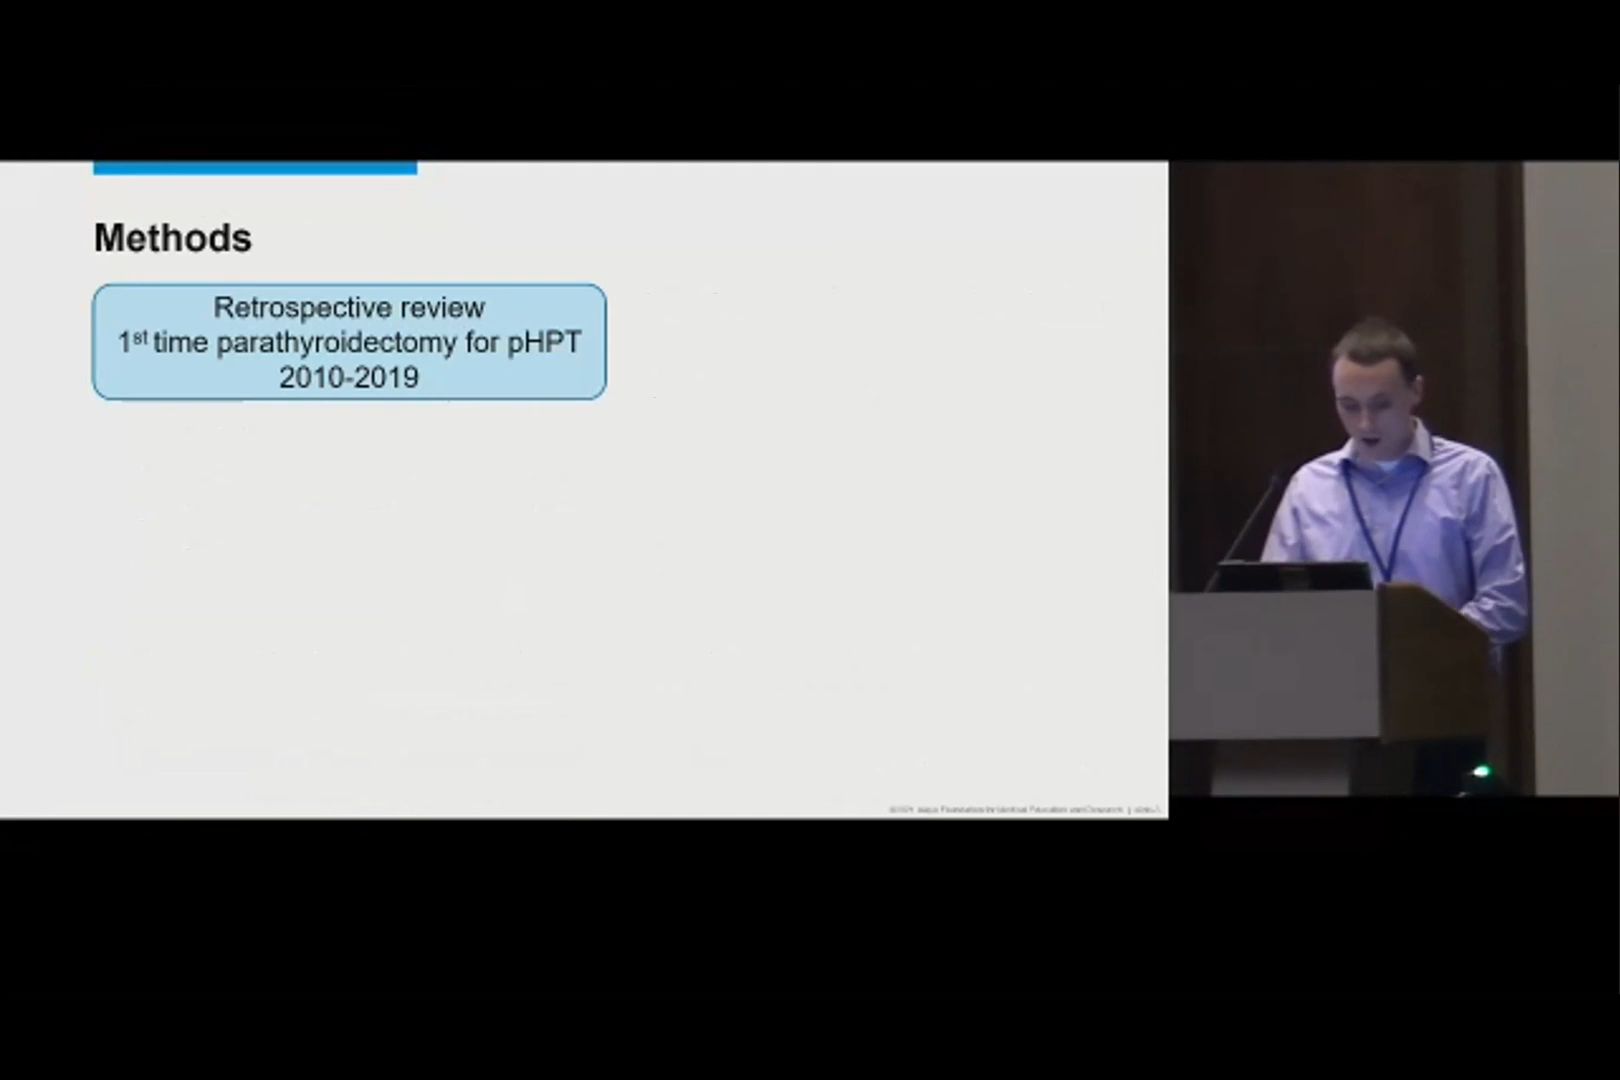 Methods
Retrospective review
1st time parathyroidectomy for pHPT
2010-2019